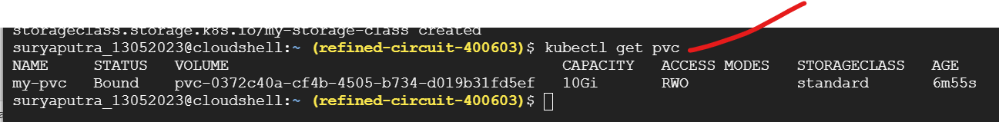 storageclass.storage.k8s.io/my-storage-class created
suryaputra_13052023@cloudshell:~ (refined-circuit-400603)$ kubectl get pvc
NAME STATUS VOLUME CAPACITY ACCESS MODES STORAGECLASS AGE
my-pvc Bound pvc-0372c40a-cf4b-4505-b734-d019b31fd5ef 10Gi RWO standard 6m55s
suryaputra_13052023@cloudshell:~ (refined-circuit-400603)$